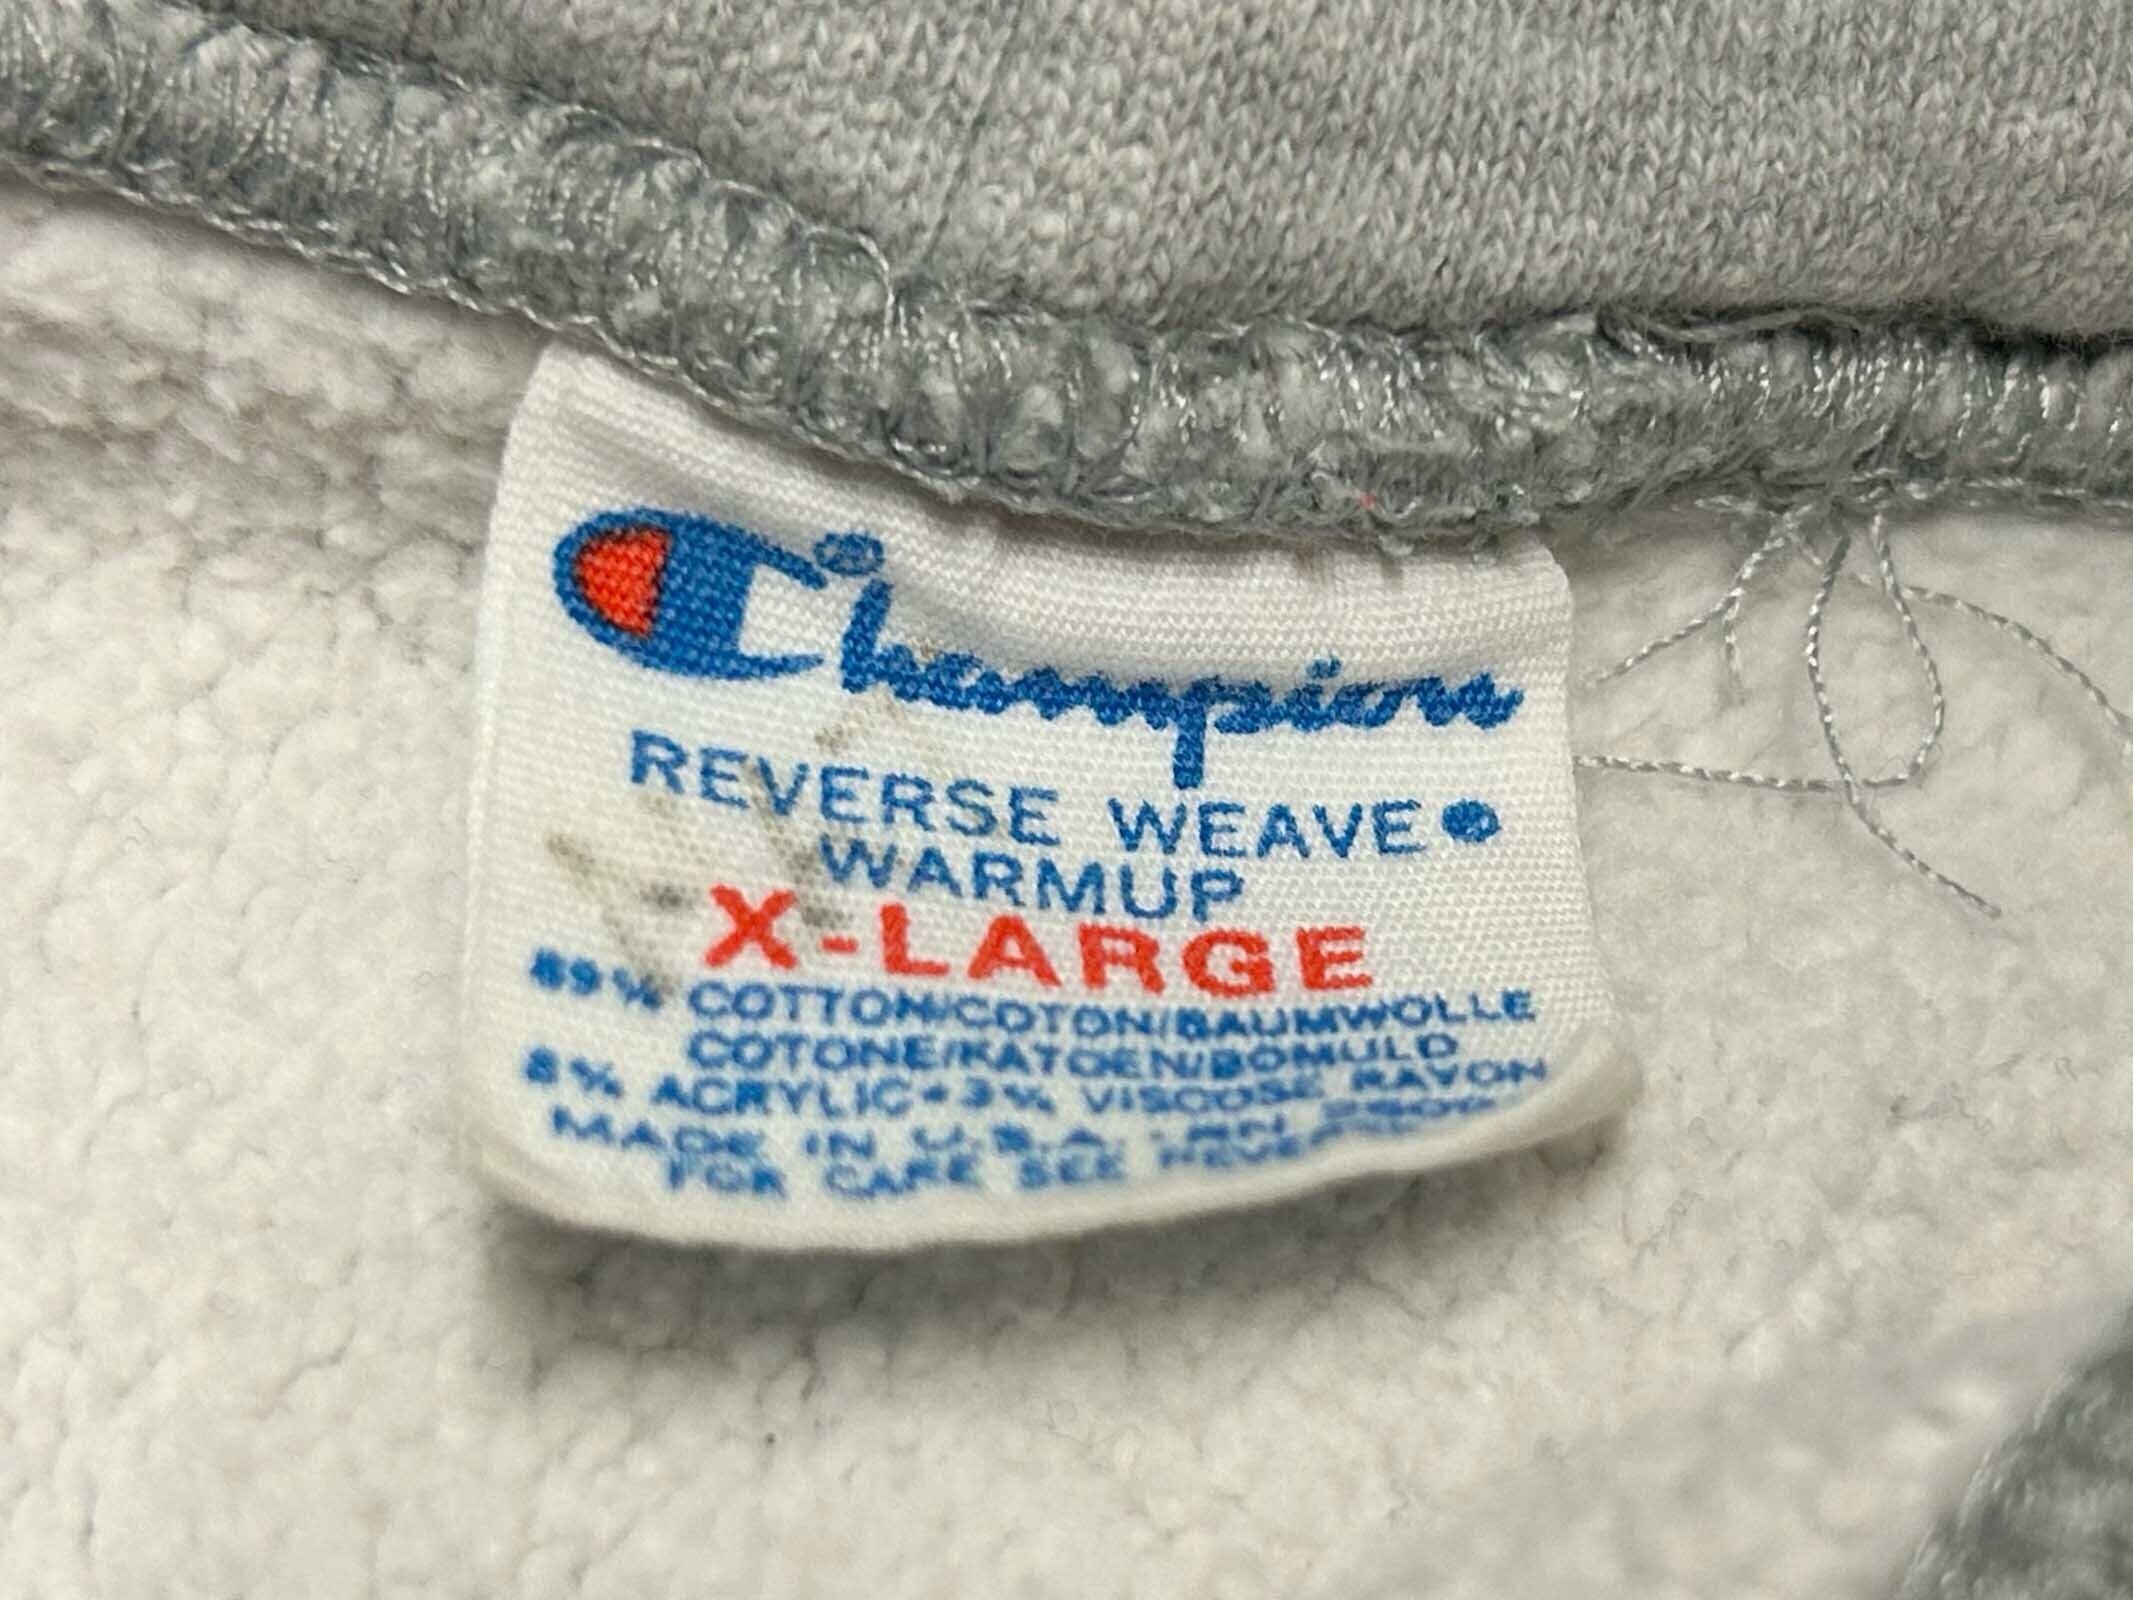 Champion®
REVERSE WEAVE®
WARMUP
X-LARGE
89% COTTON/COTON/BAUMWOLLE
COTONE/KATOEN/BOMULD
8% ACRYLIC•3% VISCOSE RAYON
MADE IN U.S.A. RN
FOR CARE SEE